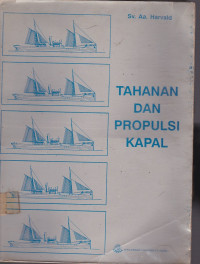 Sv. Aa. Harvald
TAHANAN
DAN
PROPULSI
KAPAL